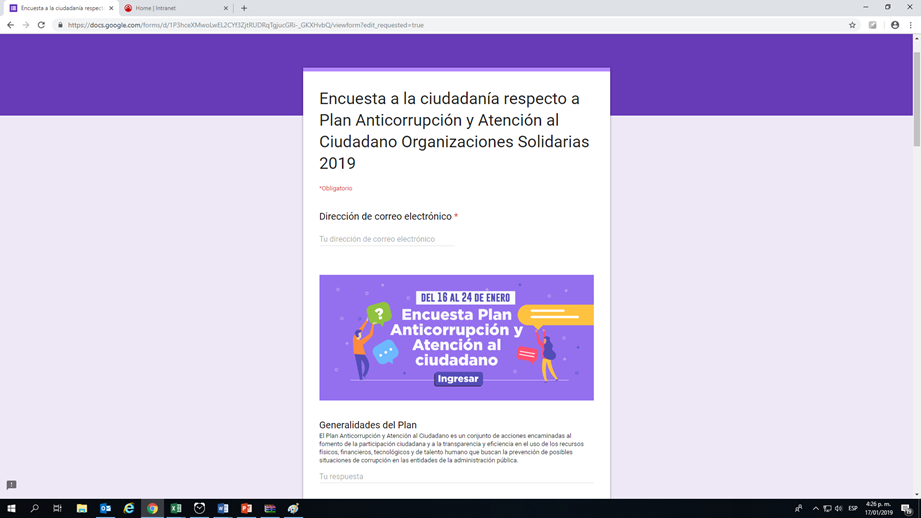 Encuesta a la ciudadanía respect
Home | Intranet
https://docs.google.com/forms/d/1P3hceXMwoLwEL2CYf3ZjtRUDRqTgjucGRi-_GKXHvbQ/viewform?edit_requested=true
Encuesta a la ciudadanía respecto a
Plan Anticorrupción y Atención al
Ciudadano Organizaciones Solidarias
2019
*Obligatorio
Dirección de correo electrónico *
Tu dirección de correo electrónico
DEL 16 AL 24 DE ENERO
Encuesta Plan
Anticorrupción y
Atención al
ciudadano
Ingresar
Generalidades del Plan
El Plan Anticorrupción y Atención al Ciudadano es un conjunto de acciones encaminadas al
fomento de la participación ciudadana y a la transparencia y eficiencia en el uso de los recursos
físicos, financieros, tecnológicos y de talento humano que buscan la prevención de posibles
situaciones de corrupción en las entidades de la administración pública.
Tu respuesta
ESP
4:26 p. m.
17/01/2019